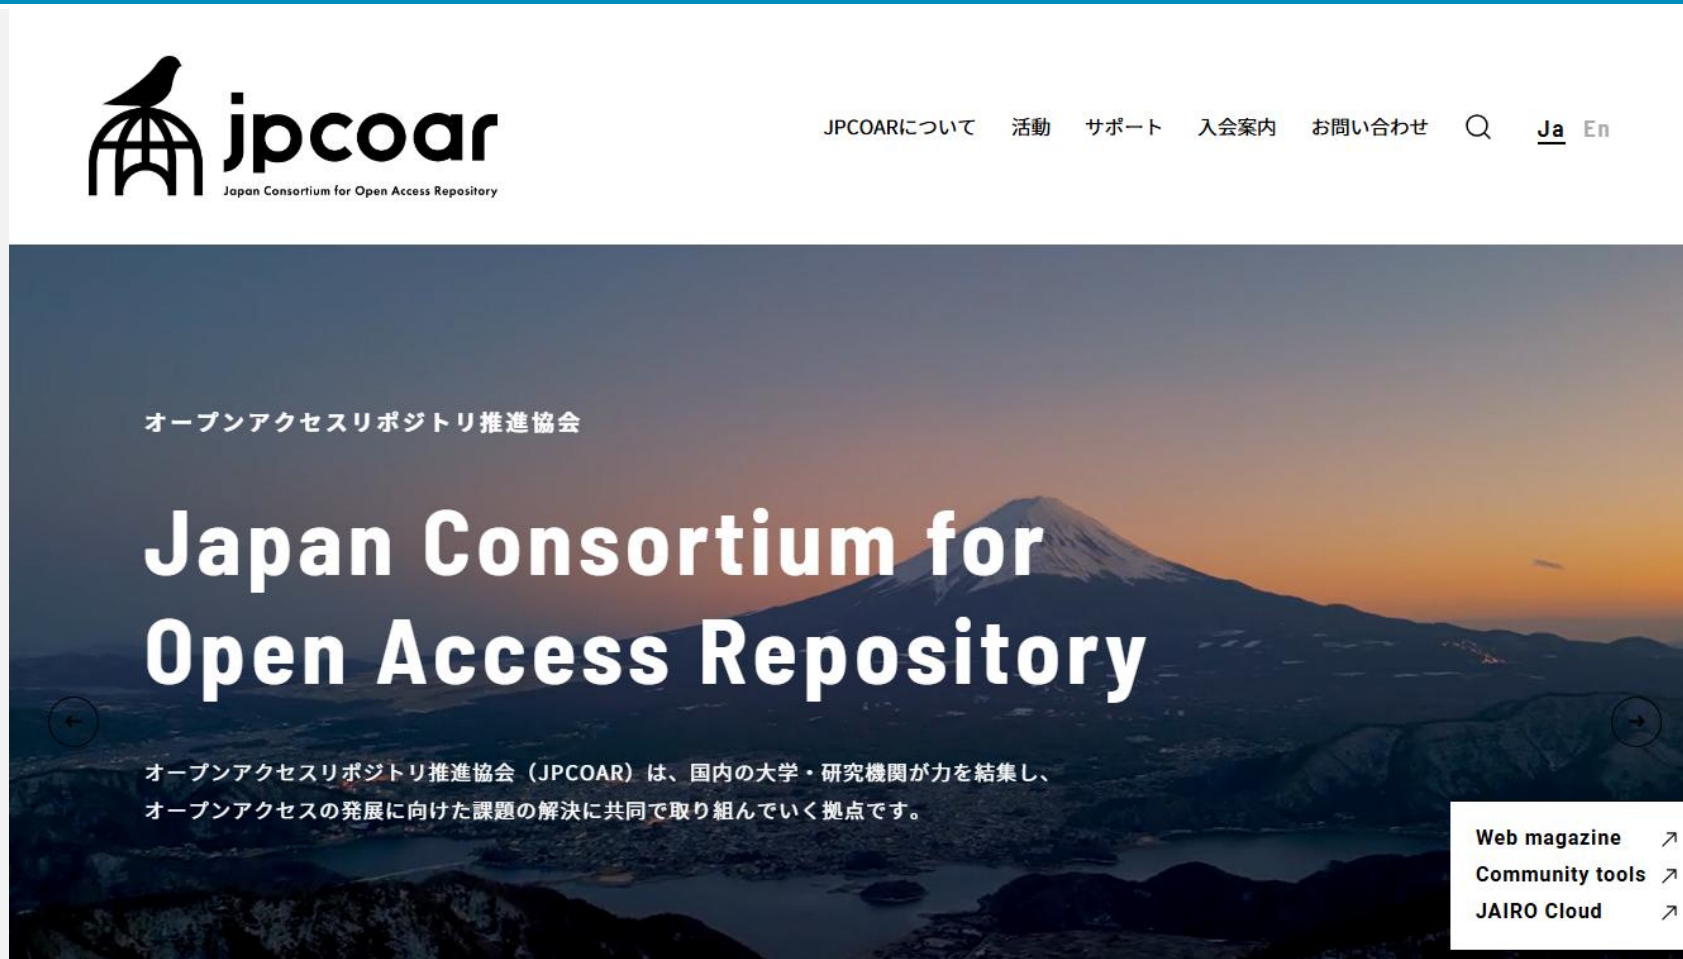 jpcoar
Japan Consortium for Open Access Repository
JPCOARについて 活動 サポート 入会案内 お問い合わせ Ja En
オープンアクセスリポジトリ推進協会
Japan Consortium for
Open Access Repository
オープンアクセスリポジトリ推進協会（JPCOAR）は、国内の大学・研究機関が力を結集し、
オープンアクセスの発展に向けた課題の解決に共同で取り組んでいく拠点です。
Web magazine
Community tools
JAIRO Cloud